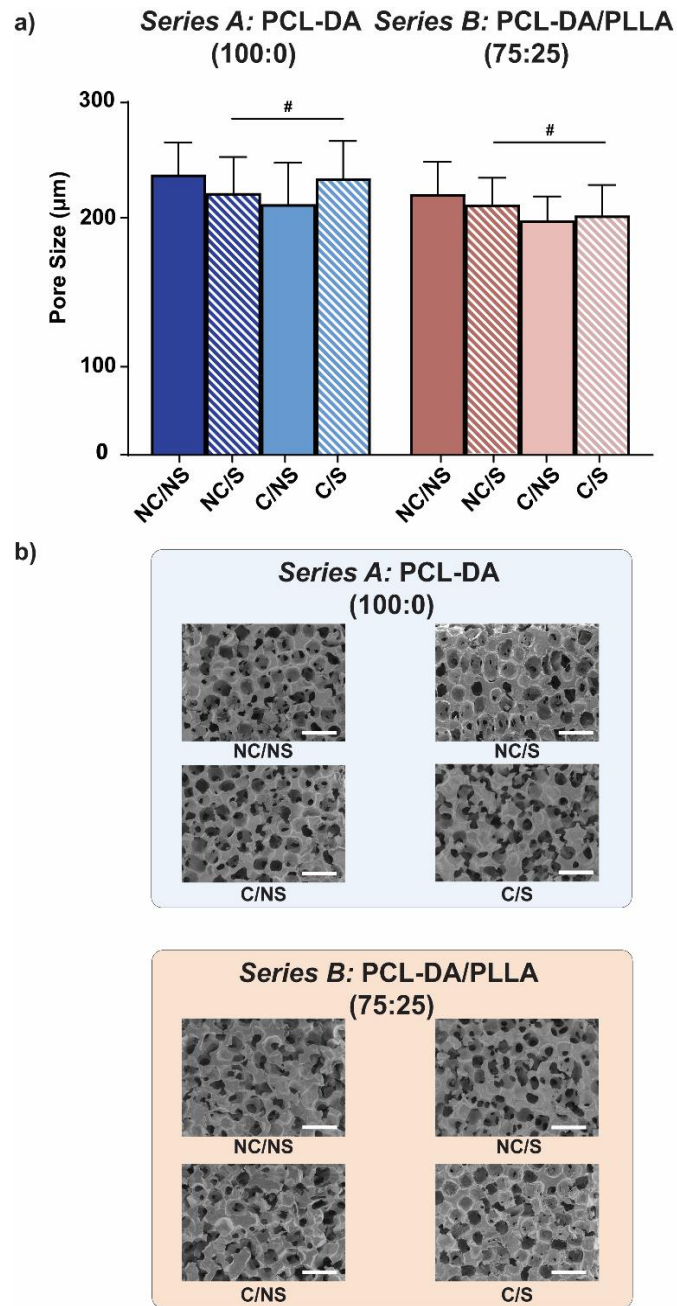 a)
Series A: PCL-DA
(100:0)
Series B: PCL-DA/PLLA
(75:25)
Pore Size (µm)
300
200
100
0
#
#
NC/NS
NC/S
C/NS
C/S
NC/NS
NC/S
C/NS
C/S
b)
Series A: PCL-DA
(100:0)
NC/NS
NC/S
C/NS
C/S
Series B: PCL-DA/PLLA
(75:25)
NC/NS
NC/S
C/NS
C/S